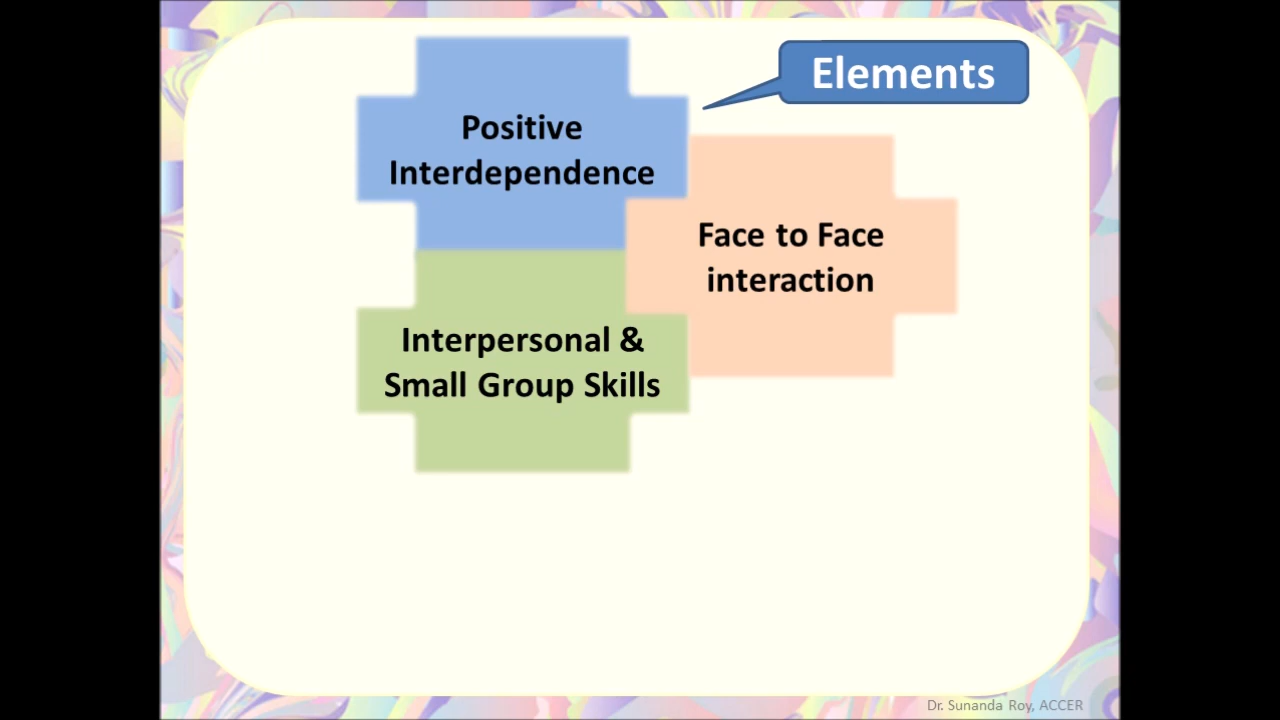 Elements
Positive
Interdependence
Face to Face
interaction
Interpersonal &
Small Group Skills
Dr. Sunanda Roy, ACCER